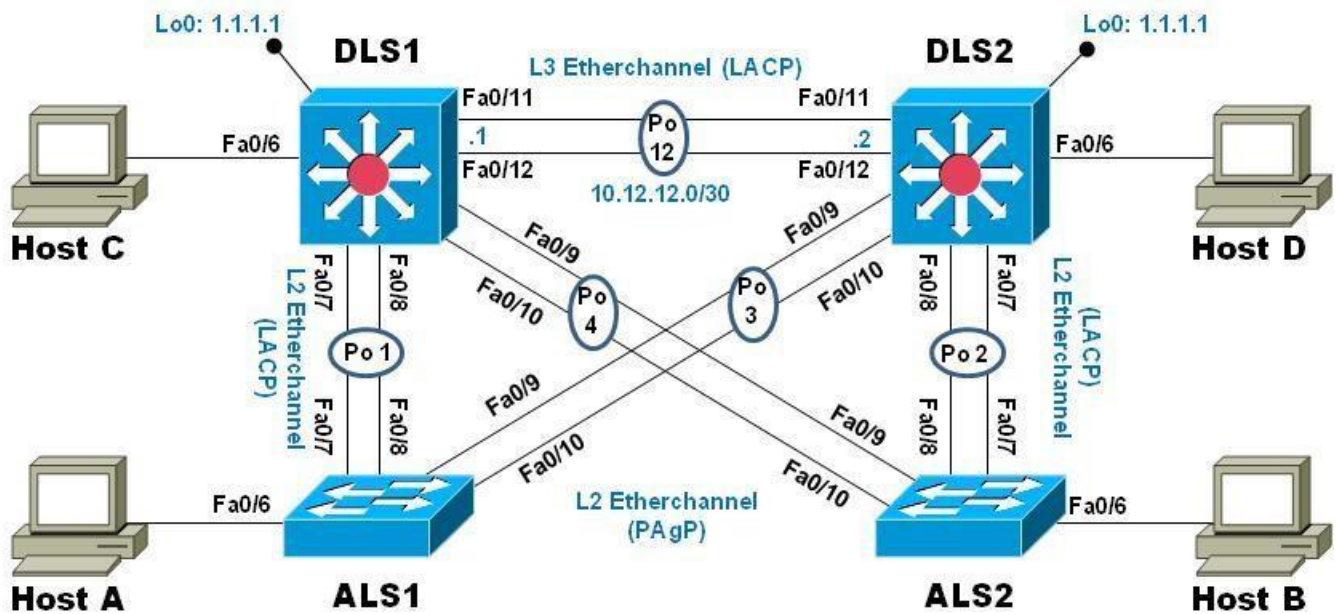 Lo0: 1.1.1.1
Lo0: 1.1.1.1
DLS1
DLS2
L3 Etherchannel (LACP)
Fa0/11
Fa0/11
Fa0/6
.1
Po
12
.2
Fa0/6
Fa0/12
Fa0/12
10.12.12.0/30
Host C
Host D
Fa0/9
Fa0/9
Fa0/10
Fa0/10
Fa0/7
Fa0/8
L2 Etherchannel
(LACP)
Po
4
Po
3
Fa0/8
Fa0/7
L2 Etherchannel
(LACP)
Po 1
Po 2
Fa0/7
Fa0/8
Fa0/9
Fa0/10
Fa0/9
Fa0/10
Fa0/8
Fa0/7
Fa0/6
L2 Etherchannel
(PAgP)
Fa0/6
Host A
ALS1
ALS2
Host B